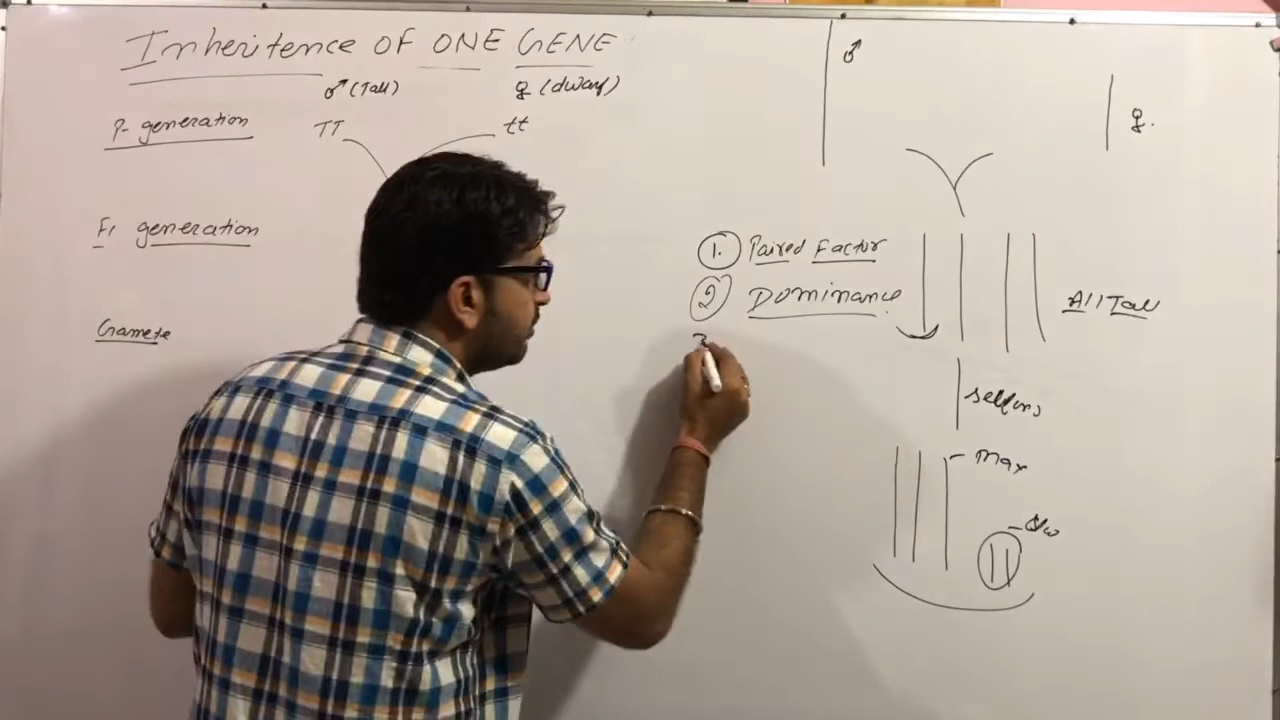 Inheritence OF ONE GENE
♂ (Tall) ♀ (dwarf)
P- generation TT tt
F1 generation
Gamete
♂
♀.
1. Paired Factor
2 Dominance
3
All Tall
selfing
- max